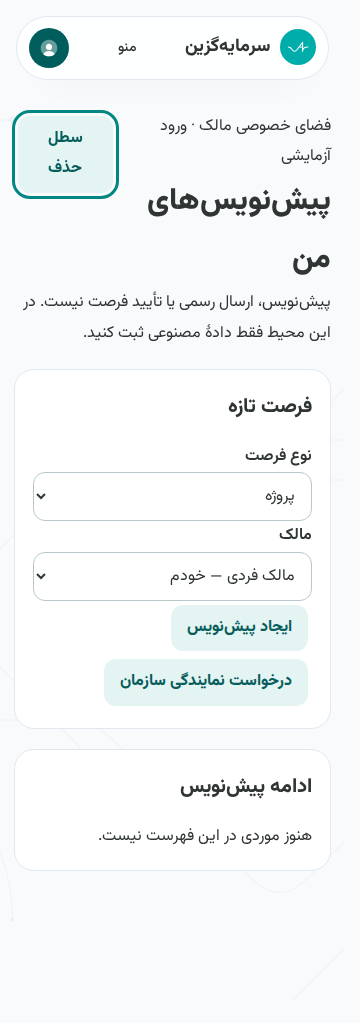 سرمایه‌گزین
منو
فضای خصوصی مالک · ورود
آزمایشی
پیش‌نویس‌های
من
سطل
حذف
پیش‌نویس، ارسال رسمی یا تأیید فرصت نیست. در
این محیط فقط دادهٔ مصنوعی ثبت کنید.
فرصت تازه
نوع فرصت
پروژه
مالک
مالک فردی — خودم
ایجاد پیش‌نویس
درخواست نمایندگی سازمان
ادامه پیش‌نویس
هنوز موردی در این فهرست نیست.